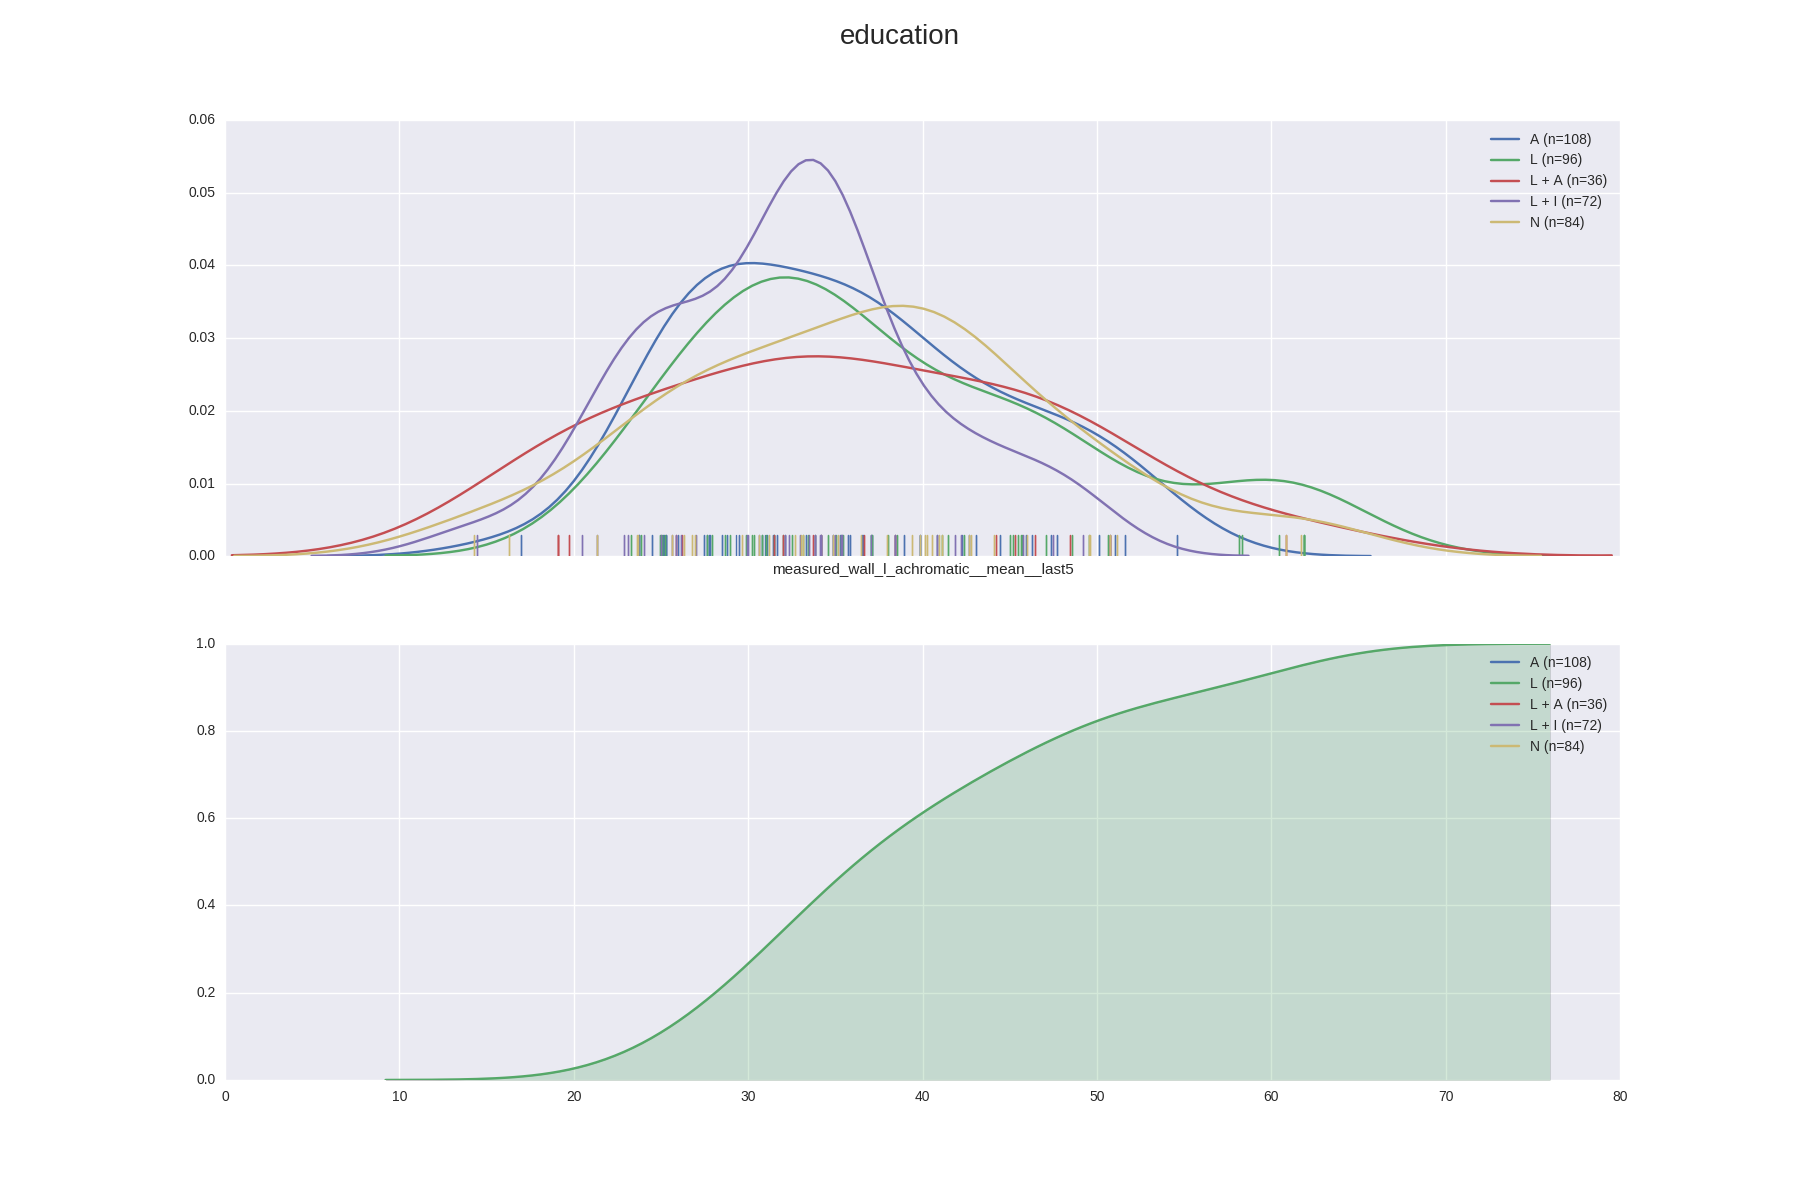 education
0.06
0.05
0.04
0.03
0.02
0.01
0.00
A (n=108)
L (n=96)
L + A (n=36)
L + I (n=72)
N (n=84)
measured_wall_l_achromatic__mean__last5
1.0
0.8
0.6
0.4
0.2
0.0
A (n=108)
L (n=96)
L + A (n=36)
L + I (n=72)
N (n=84)
0 10 20 30 40 50 60 70 80